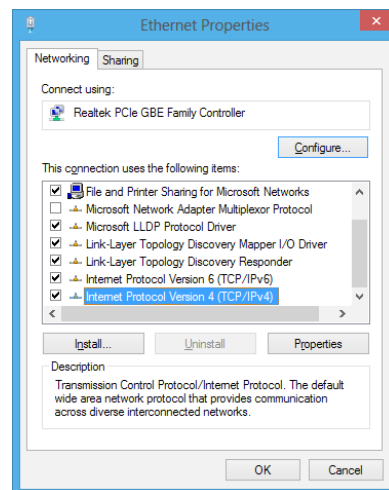 Ethernet Properties
Networking
Sharing
Connect using:
Realtek PCIe GBE Family Controller
Configure...
This connection uses the following items:
File and Printer Sharing for Microsoft Networks
Microsoft Network Adapter Multiplexor Protocol
Microsoft LLDP Protocol Driver
Link-Layer Topology Discovery Mapper I/O Driver
Link-Layer Topology Discovery Responder
Internet Protocol Version 6 (TCP/IPv6)
Internet Protocol Version 4 (TCP/IPv4)
Install...
Uninstall
Properties
Description
Transmission Control Protocol/Internet Protocol. The default
wide area network protocol that provides communication
across diverse interconnected networks.
OK
Cancel